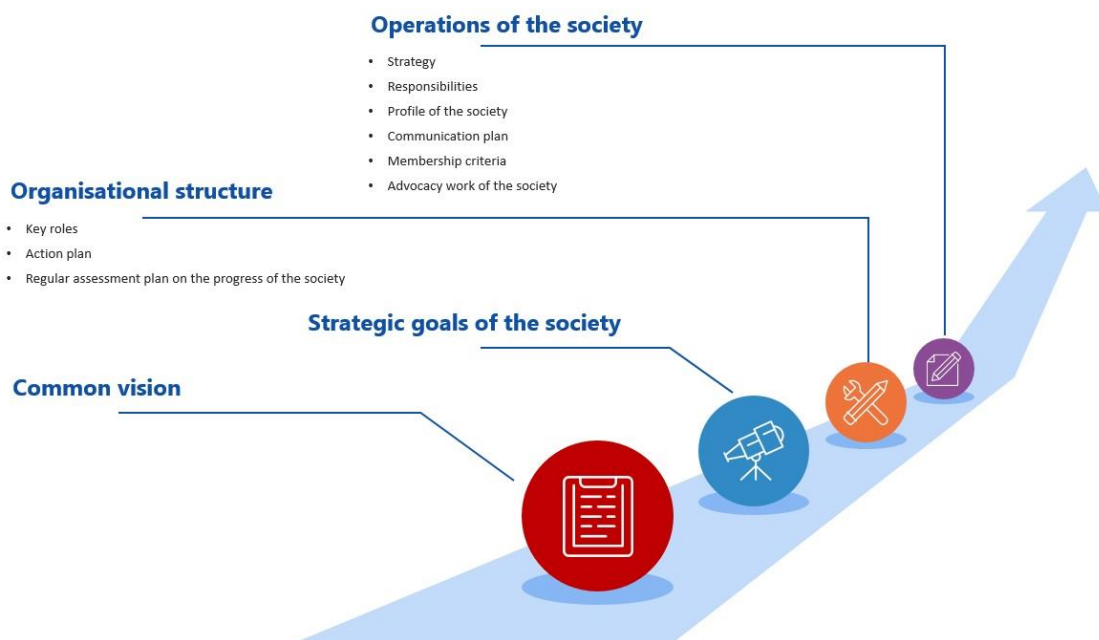 Operations of the society
• Strategy
• Responsibilities
• Profile of the society
• Communication plan
• Membership criteria
• Advocacy work of the society
Organisational structure
• Key roles
• Action plan
• Regular assessment plan on the progress of the society
Strategic goals of the society
Common vision